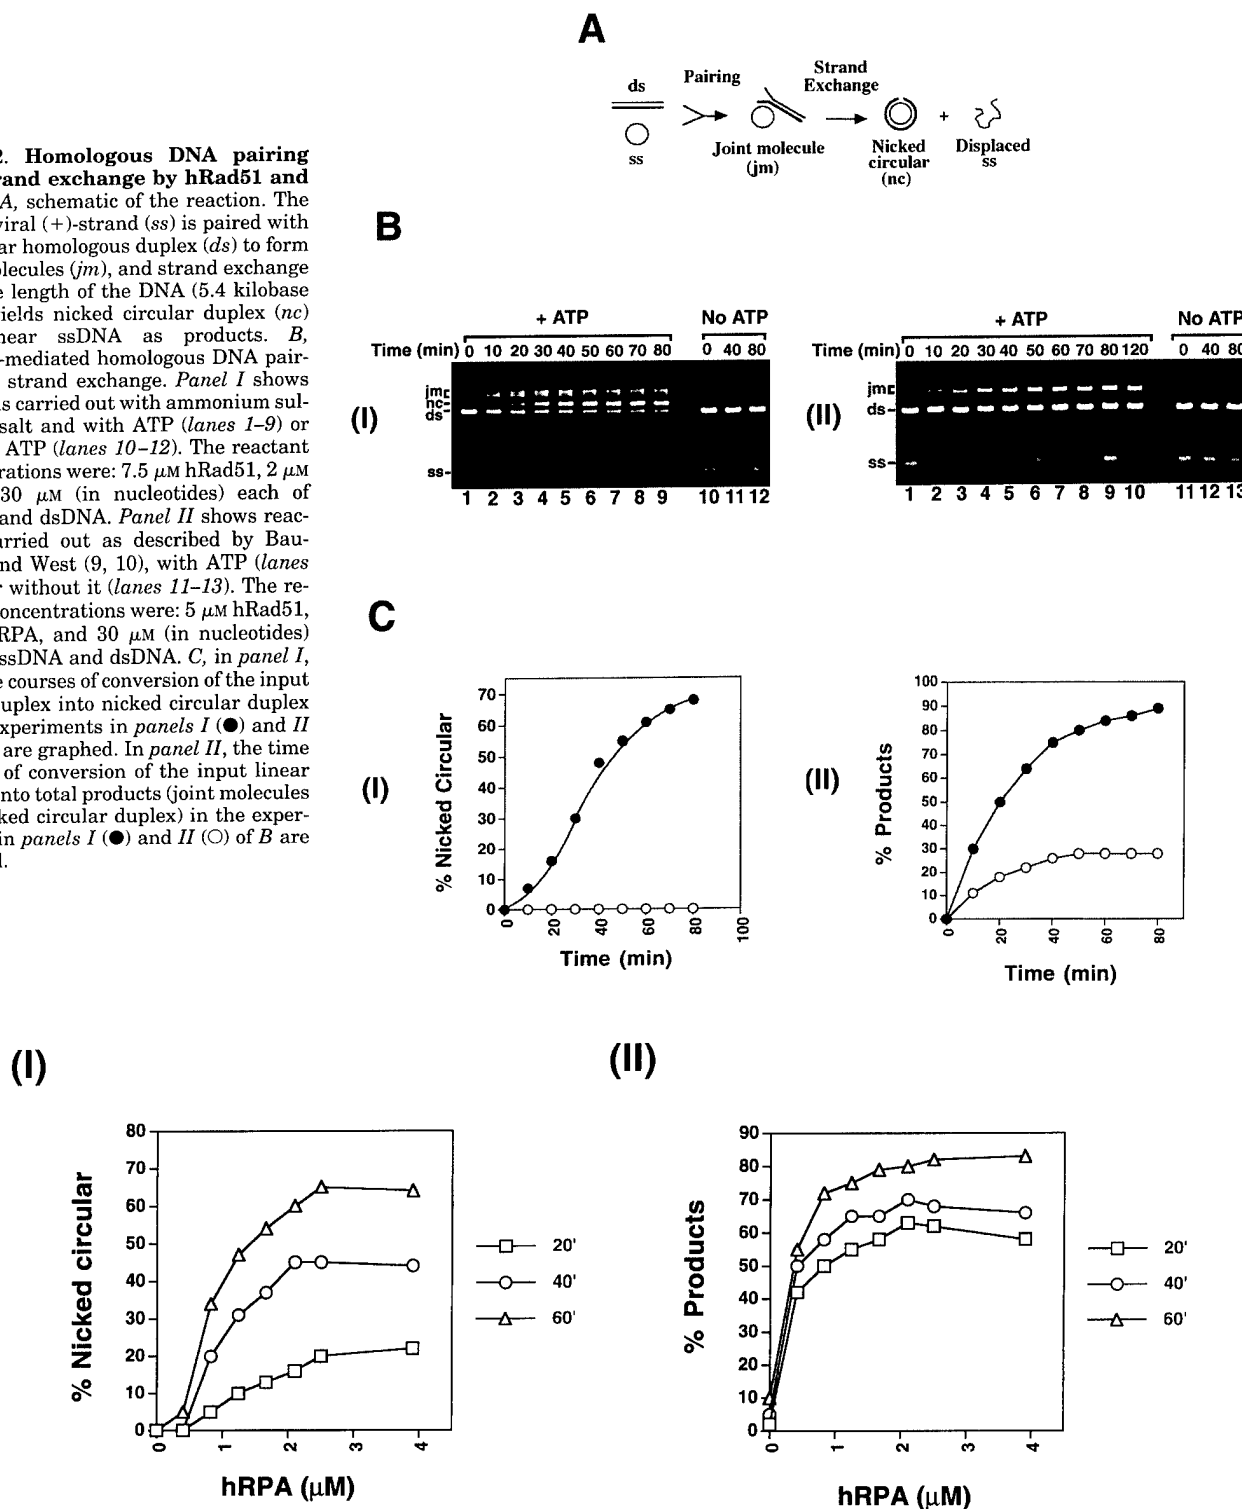 2. Homologous DNA pairing
rand exchange by hRad51 and
A, schematic of the reaction. The
viral (+)-strand (ss) is paired with
ar homologous duplex (ds) to form
olecules (jm), and strand exchange
e length of the DNA (5.4 kilobase
yields nicked circular duplex (nc)
near ssDNA as products. B,
-mediated homologous DNA pair-
strand exchange. Panel I shows
ns carried out with ammonium sul-
salt and with ATP (lanes 1–9) or
ATP (lanes 10–12). The reactant
rations were: 7.5 μM hRad51, 2 μM
30 μM (in nucleotides) each of
and dsDNA. Panel II shows reac-
arried out as described by Bau-
nd West (9, 10), with ATP (lanes
r without it (lanes 11–13). The re-
oncentrations were: 5 μM hRad51,
RPA, and 30 μM (in nucleotides)
ssDNA and dsDNA. C, in panel I,
e courses of conversion of the input
uplex into nicked circular duplex
xperiments in panels I (●) and II
are graphed. In panel II, the time
of conversion of the input linear
nto total products (joint molecules
ked circular duplex) in the exper-
in panels I (●) and II (○) of B are
l.
A
ds
ss
Pairing
Joint molecule
(jm)
Strand
Exchange
Nicked
circular
(nc)
+
Displaced
ss
B
(I)
+ ATP
No ATP
Time (min) 0 10 20 30 40 50 60 70 80 0 40 80
jm
nc
ds
ss
1 2 3 4 5 6 7 8 9 10 11 12
(II)
+ ATP
No ATP
Time (min) 0 10 20 30 40 50 60 70 80 120 0 40 80
jm
ds
ss
1 2 3 4 5 6 7 8 9 10 11 12 13
C
(I)
% Nicked Circular
70
60
50
40
30
20
10
0
0 20 40 60 80 100
Time (min)
(II)
% Products
100
90
80
70
60
50
40
30
20
10
0
0 20 40 60 80
Time (min)
(I)
% Nicked circular
80
70
60
50
40
30
20
10
0
0 1 2 3 4
hRPA (μM)
20'
40'
60'
(II)
% Products
90
80
70
60
50
40
30
20
10
0
0 1 2 3 4
hRPA (μM)
20'
40'
60'